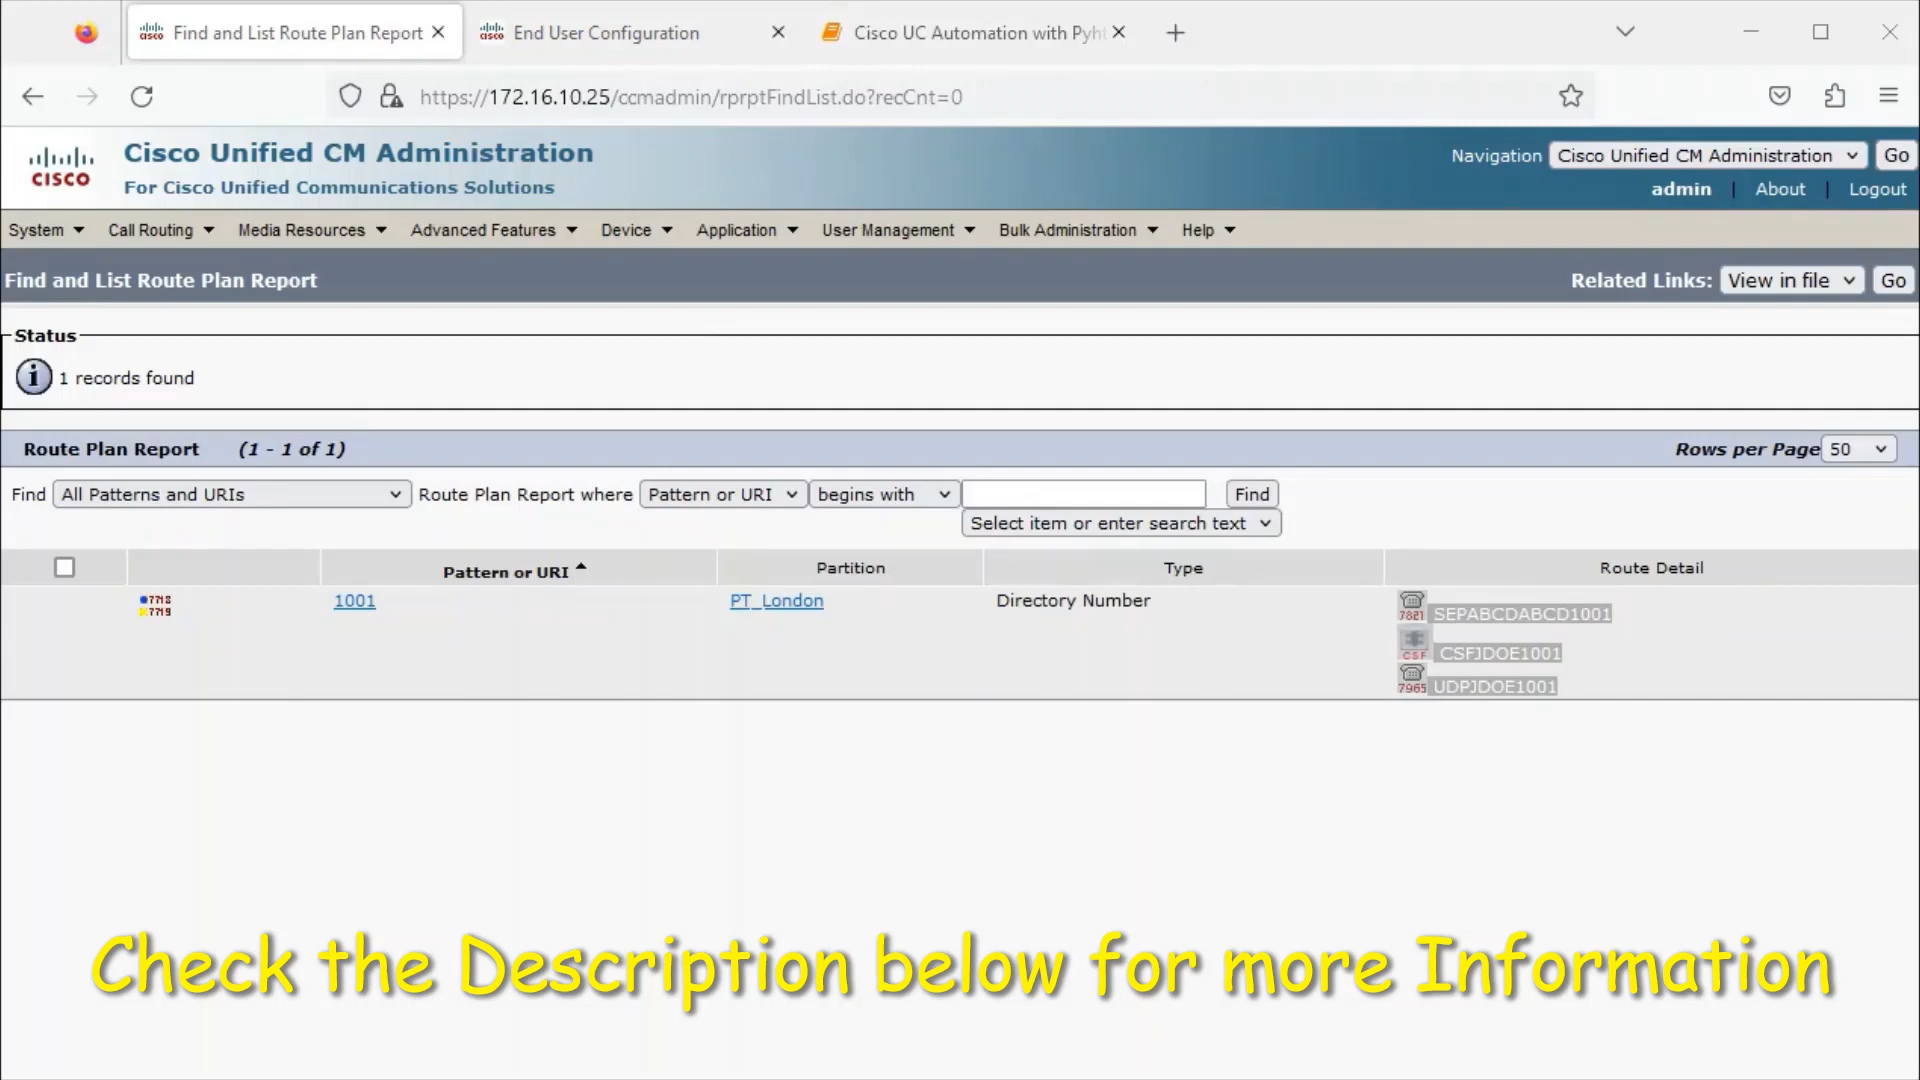 Find and List Route Plan Report
End User Configuration
Cisco UC Automation with Pyht
https://172.16.10.25/ccmadmin/rprptFindList.do?recCnt=0
CISCO
Cisco Unified CM Administration
For Cisco Unified Communications Solutions
Navigation Cisco Unified CM Administration Go
admin | About | Logout
System Call Routing Media Resources Advanced Features Device Application User Management Bulk Administration Help
Find and List Route Plan Report Related Links: View in file Go
Status
1 records found
Route Plan Report (1 - 1 of 1) Rows per Page 50
Find All Patterns and URIs Route Plan Report where Pattern or URI begins with Find
Select item or enter search text
Pattern or URI Partition Type Route Detail
7718
7719
1001 PT_London Directory Number
7821 SEPABCDABCD1001
CSF CSFJDOE1001
7965 UDPJDOE1001
Check the Description below for more Information